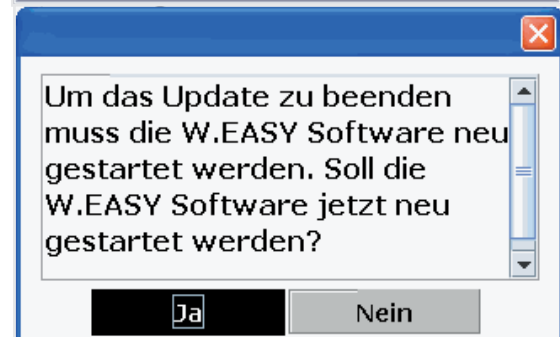 Um das Update zu beenden
muss die W.EASY Software neu
gestartet werden. Soll die
W.EASY Software jetzt neu
gestartet werden?
Ja
Nein